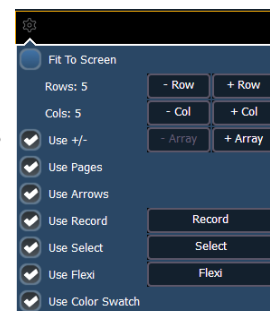 Fit To Screen
Rows: 5 - Row + Row
Cols: 5 - Col + Col
Use +/- - Array + Array
Use Pages
Use Arrows
Use Record Record
Use Select Select
Use Flexi Flexi
Use Color Swatch